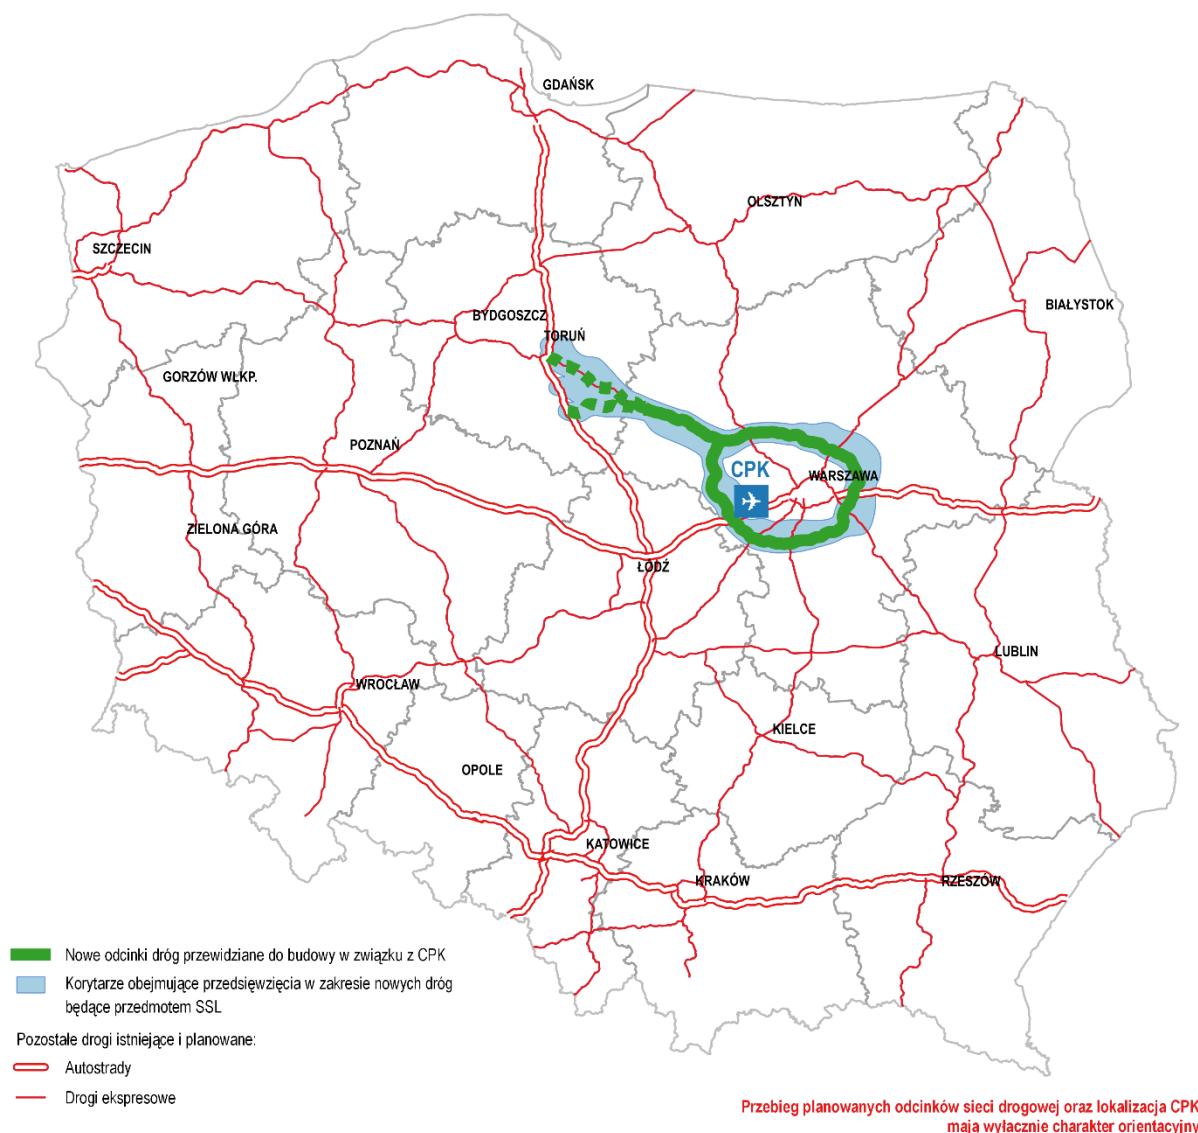 GDAŃSK
OLSZTYN
SZCZECIN
BIAŁYSTOK
BYDGOSZCZ
TORUŃ
GORZÓW WLKP.
POZNAŃ
CPK
WARSZAWA
ZIELONA GÓRA
ŁÓDŹ
LUBLIN
WROCŁAW
KIELCE
OPOLE
KATOWICE
KRAKÓW
RZESZÓW
Nowe odcinki dróg przewidziane do budowy w związku z CPK
Korytarze obejmujące przedsięwzięcia w zakresie nowych dróg
będące przedmotem SSL
Pozostałe drogi istniejące i planowane:
Autostrady
Drogi ekspresowe
Przebieg planowanych odcinków sieci drogowej oraz lokalizacja CPK
mają wyłącznie charakter orientacyjny